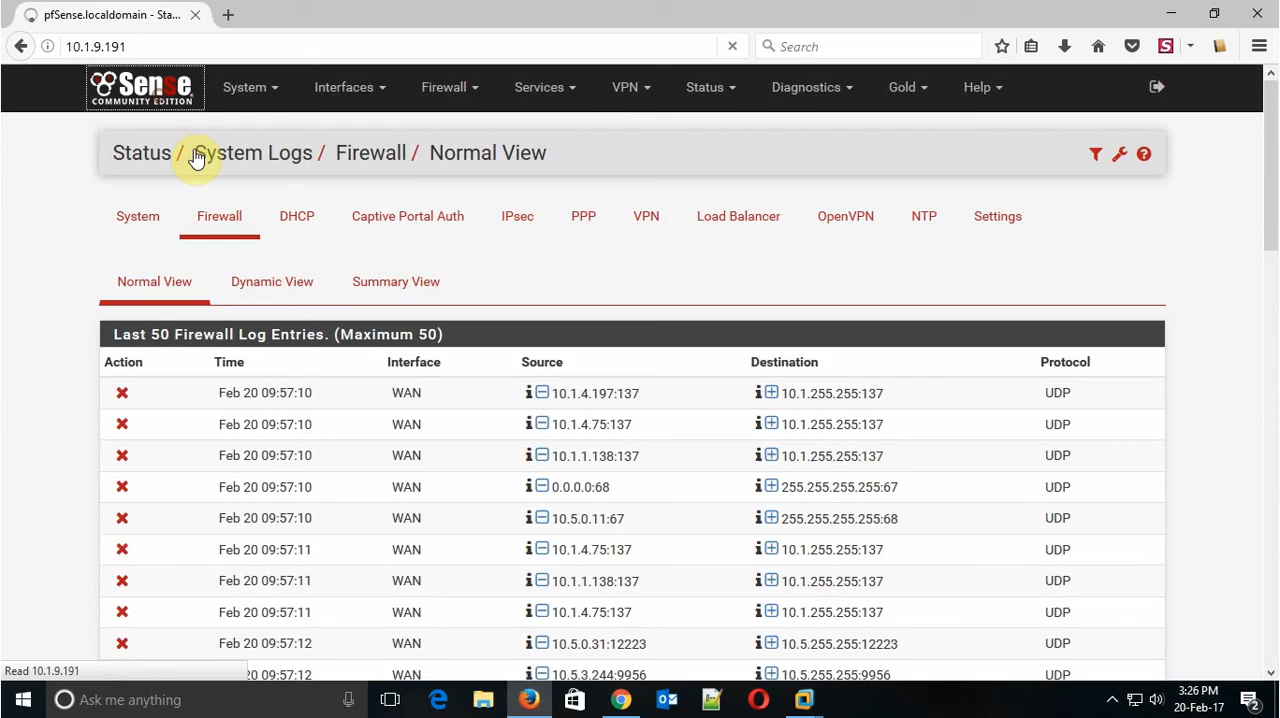 pfSense.localdomain - Sta...
10.1.9.191
Search
Sense
COMMUNITY EDITION
System Interfaces Firewall Services VPN Status Diagnostics Gold Help
Status / System Logs / Firewall / Normal View
System Firewall DHCP Captive Portal Auth IPsec PPP VPN Load Balancer OpenVPN NTP Settings
Normal View Dynamic View Summary View
Last 50 Firewall Log Entries. (Maximum 50)
Action Time Interface Source Destination Protocol
Feb 20 09:57:10 WAN 10.1.4.197:137 10.1.255.255:137 UDP
Feb 20 09:57:10 WAN 10.1.4.75:137 10.1.255.255:137 UDP
Feb 20 09:57:10 WAN 10.1.1.138:137 10.1.255.255:137 UDP
Feb 20 09:57:10 WAN 0.0.0.0:68 255.255.255.255:67 UDP
Feb 20 09:57:10 WAN 10.5.0.11:67 255.255.255.255:68 UDP
Feb 20 09:57:11 WAN 10.1.4.75:137 10.1.255.255:137 UDP
Feb 20 09:57:11 WAN 10.1.1.138:137 10.1.255.255:137 UDP
Feb 20 09:57:11 WAN 10.1.4.75:137 10.1.255.255:137 UDP
Feb 20 09:57:12 WAN 10.5.0.31:12223 10.5.255.255:12223 UDP
Feb 20 09:57:12 WAN 10.5.3.244:9956 10.5.255.255:9956 UDP
Read 10.1.9.191
Ask me anything
3:26 PM
20-Feb-17
2